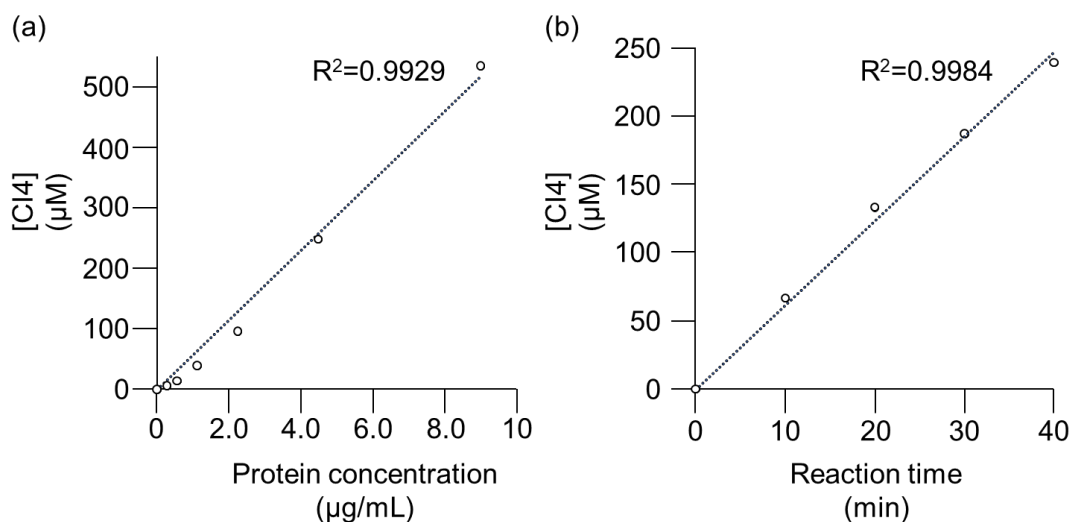 (a)
R²=0.9929
500
400
300
200
100
0
[CI4]
(µM)
0 2.0 4.0 6.0 8.0 10
Protein concentration
(µg/mL)
(b)
R²=0.9984
250
200
150
100
50
0
[CI4]
(µM)
0 10 20 30 40
Reaction time
(min)